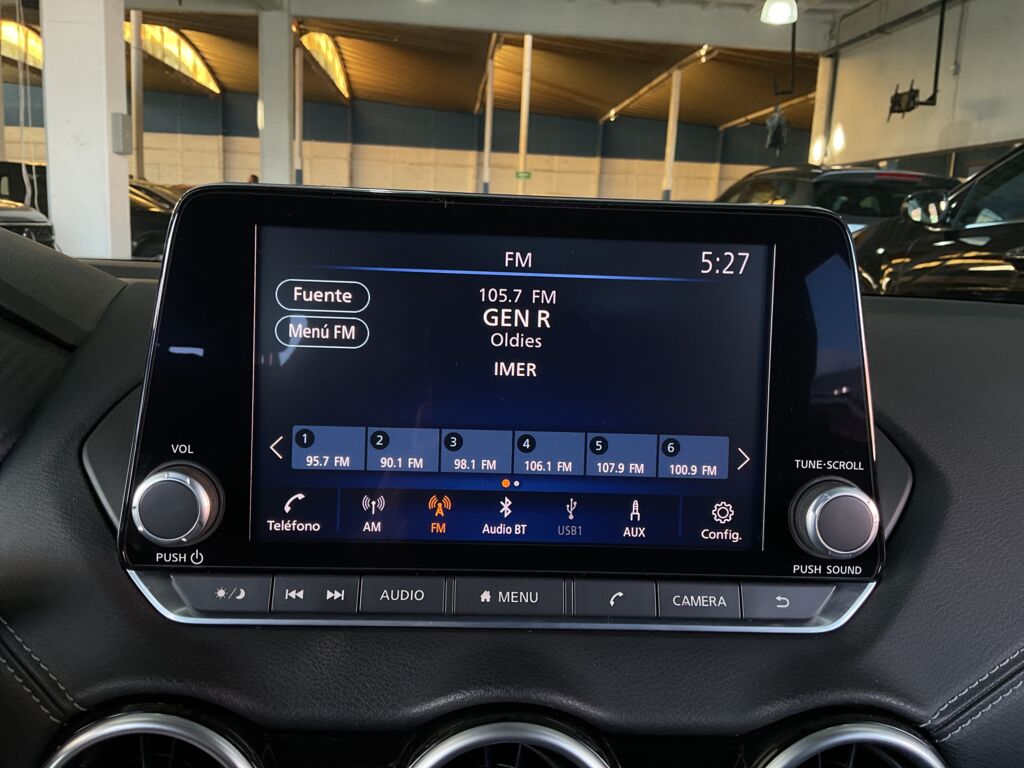 FM
5:27
Fuente
Menú FM
105.7 FM
GEN R
Oldies
IMER
1
95.7 FM
2
90.1 FM
3
98.1 FM
4
106.1 FM
5
107.9 FM
6
100.9 FM
Teléfono
AM
FM
Audio BT
USB1
AUX
Config.
VOL
PUSH
TUNE·SCROLL
PUSH SOUND
AUDIO
MENU
CAMERA